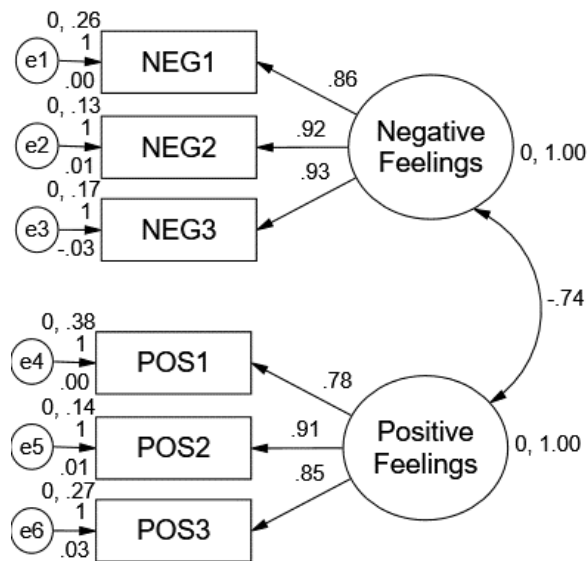 0, .26
e1
1
.00
NEG1
.86
0, .13
e2
1
.01
NEG2
.92
Negative
Feelings
0, 1.00
0, .17
e3
1
-.03
NEG3
.93
-.74
0, .38
e4
1
.00
POS1
.78
0, .14
e5
1
.01
POS2
.91
Positive
Feelings
0, 1.00
0, .27
e6
1
.03
POS3
.85